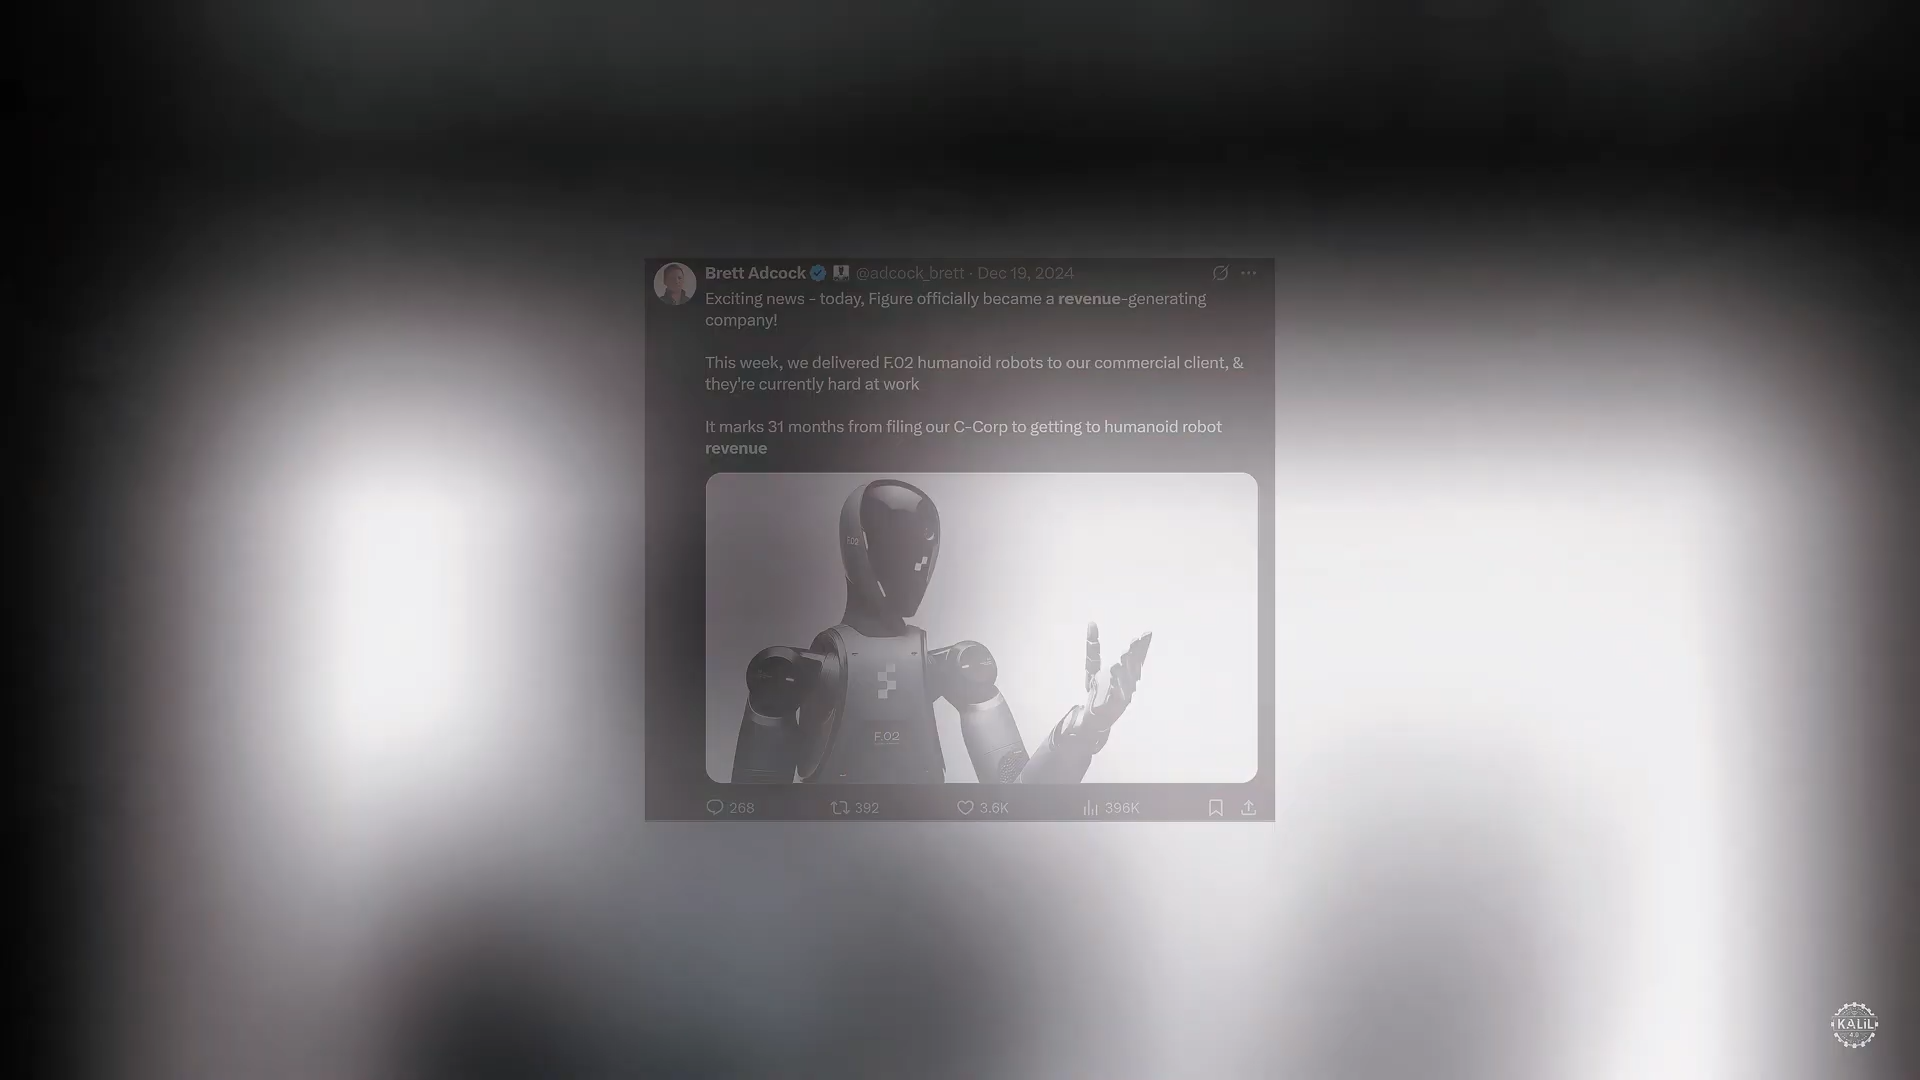 Brett Adcock @adcock_brett · Dec 19, 2024
Exciting news - today, Figure officially became a revenue-generating
company!
This week, we delivered F.02 humanoid robots to our commercial client, &
they're currently hard at work
It marks 31 months from filing our C-Corp to getting to humanoid robot
revenue
F.02
F.02
268 392 3.6K 396K
KALIL
4.0